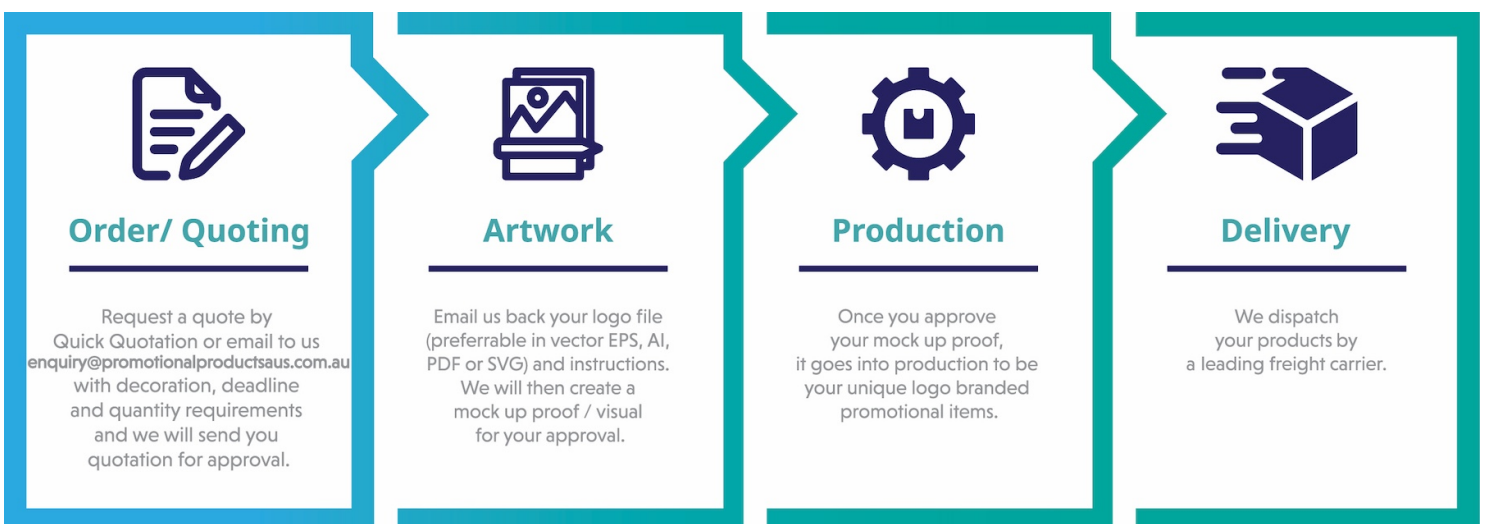 Order/ Quoting
Request a quote by
Quick Quotation or email to us
enquiry@promotionalproductsaus.com.au
with decoration, deadline
and quantity requirements
and we will send you
quotation for approval.
Artwork
Email us back your logo file
(preferrable in vector EPS, AI,
PDF or SVG) and instructions.
We will then create a
mock up proof / visual
for your approval.
Production
Once you approve
your mock up proof,
it goes into production to be
your unique logo branded
promotional items.
Delivery
We dispatch
your products by
a leading freight carrier.